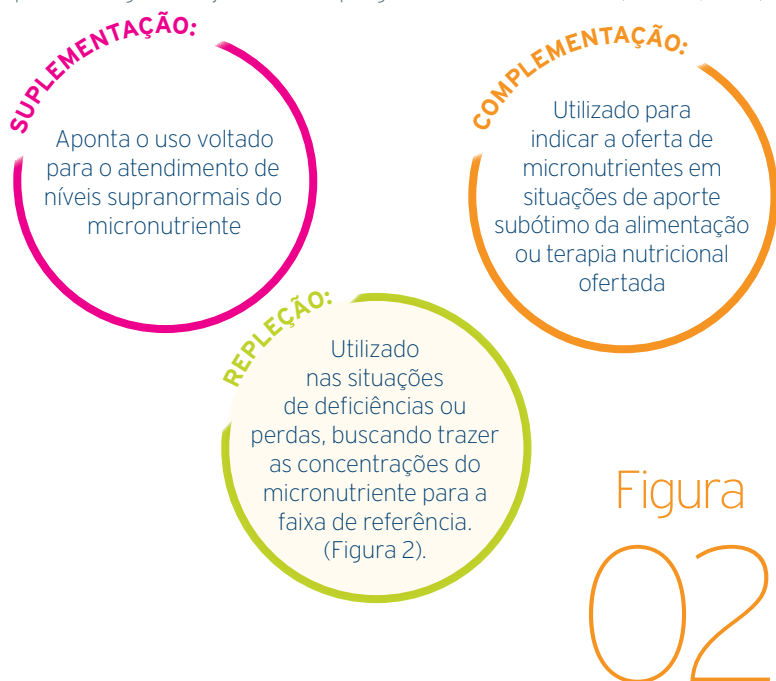 SUPLEMENTAÇÃO:
Aponta o uso voltado
para o atendimento de
níveis supranormais do
micronutriente
COMPLEMENTAÇÃO:
Utilizado para
indicar a oferta de
micronutrientes em
situações de aporte
subótimo da alimentação
ou terapia nutricional
ofertada
REPLEÇÃO:
Utilizado
nas situações
de deficiências ou
perdas, buscando trazer
as concentrações do
micronutriente para a
faixa de referência.
(Figura 2).
Figura
02